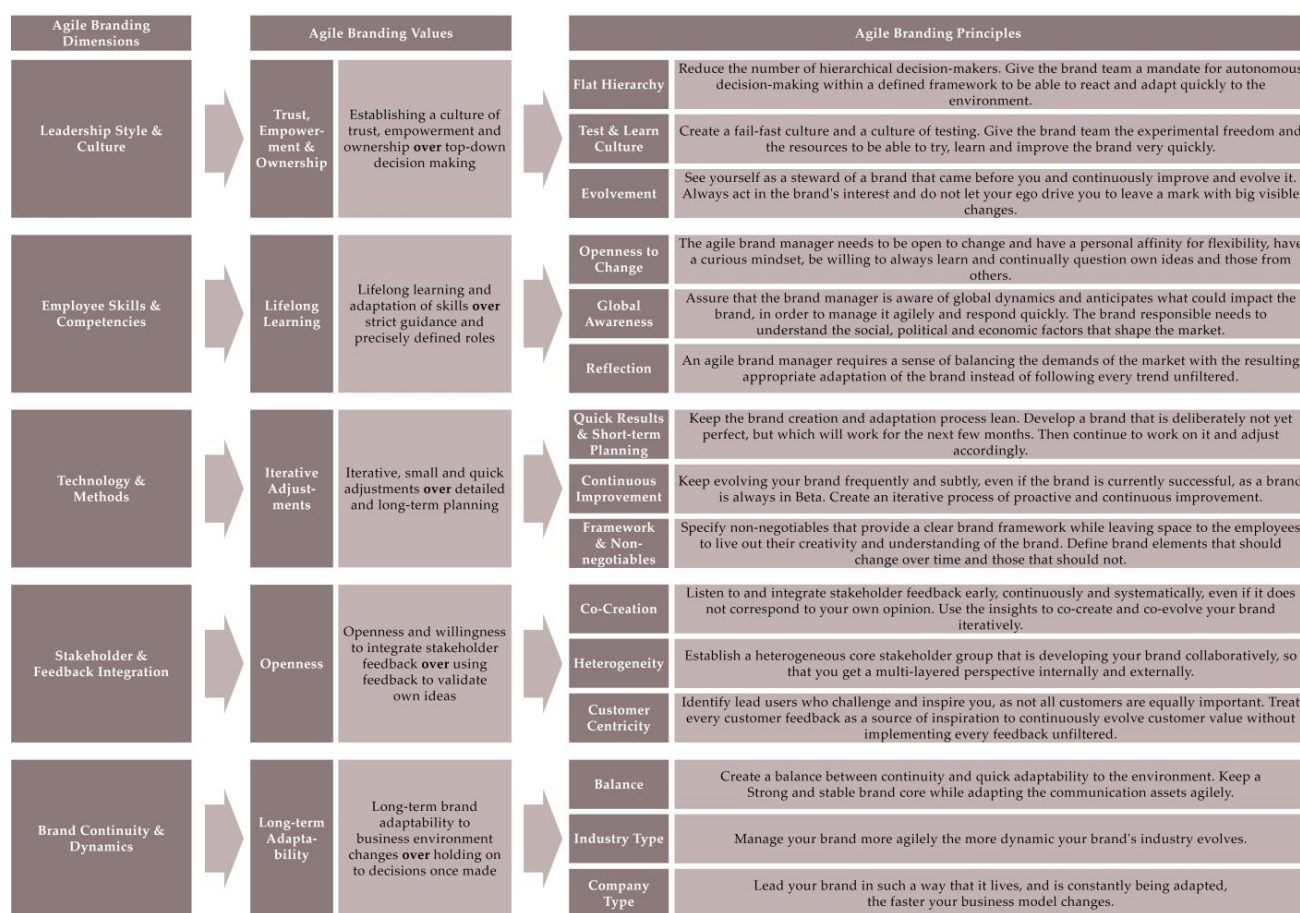 Agile Branding
Dimensions
Agile Branding Values
Agile Branding Principles
Leadership Style &
Culture
Trust,
Empower-
ment &
Ownership
Establishing a culture of
trust, empowerment and
ownership over top-down
decision making
Flat Hierarchy
Reduce the number of hierarchical decision-makers. Give the brand team a mandate for autonomous
decision-making within a defined framework to be able to react and adapt quickly to the
environment.
Test & Learn
Culture
Create a fail-fast culture and a culture of testing. Give the brand team the experimental freedom and
the resources to be able to try, learn and improve the brand very quickly.
Evolvement
See yourself as a steward of a brand that came before you and continuously improve and evolve it.
Always act in the brand's interest and do not let your ego drive you to leave a mark with big visible
changes.
Employee Skills &
Competencies
Lifelong
Learning
Lifelong learning and
adaptation of skills over
strict guidance and
precisely defined roles
Openness to
Change
The agile brand manager needs to be open to change and have a personal affinity for flexibility, have
a curious mindset, be willing to always learn and continually question own ideas and those from
others.
Global
Awareness
Assure that the brand manager is aware of global dynamics and anticipates what could impact the
brand, in order to manage it agilely and respond quickly. The brand responsible needs to
understand the social, political and economic factors that shape the market.
Reflection
An agile brand manager requires a sense of balancing the demands of the market with the resulting
appropriate adaptation of the brand instead of following every trend unfiltered.
Technology &
Methods
Iterative
Adjust-
ments
Iterative, small and quick
adjustments over detailed
and long-term planning
Quick Results
& Short-term
Planning
Keep the brand creation and adaptation process lean. Develop a brand that is deliberately not yet
perfect, but which will work for the next few months. Then continue to work on it and adjust
accordingly.
Continuous
Improvement
Keep evolving your brand frequently and subtly, even if the brand is currently successful, as a brand
is always in Beta. Create an iterative process of proactive and continuous improvement.
Framework
& Non-
negotiables
Specify non-negotiables that provide a clear brand framework while leaving space to the employees
to live out their creativity and understanding of the brand. Define brand elements that should
change over time and those that should not.
Stakeholder &
Feedback Integration
Openness
Openness and willingness
to integrate stakeholder
feedback over using
feedback to validate
own ideas
Co-Creation
Listen to and integrate stakeholder feedback early, continuously and systematically, even if it does
not correspond to your own opinion. Use the insights to co-create and co-evolve your brand
iteratively.
Heterogeneity
Establish a heterogeneous core stakeholder group that is developing your brand collaboratively, so
that you get a multi-layered perspective internally and externally.
Customer
Centricity
Identify lead users who challenge and inspire you, as not all customers are equally important. Treat
every customer feedback as a source of inspiration to continuously evolve customer value without
implementing every feedback unfiltered.
Brand Continuity &
Dynamics
Long-term
Adapta-
bility
Long-term brand
adaptability to
business environment
changes over holding on
to decisions once made
Balance
Create a balance between continuity and quick adaptability to the environment. Keep a
Strong and stable brand core while adapting the communication assets agilely.
Industry Type
Manage your brand more agilely the more dynamic your brand's industry evolves.
Company
Type
Lead your brand in such a way that it lives, and is constantly being adapted,
the faster your business model changes.